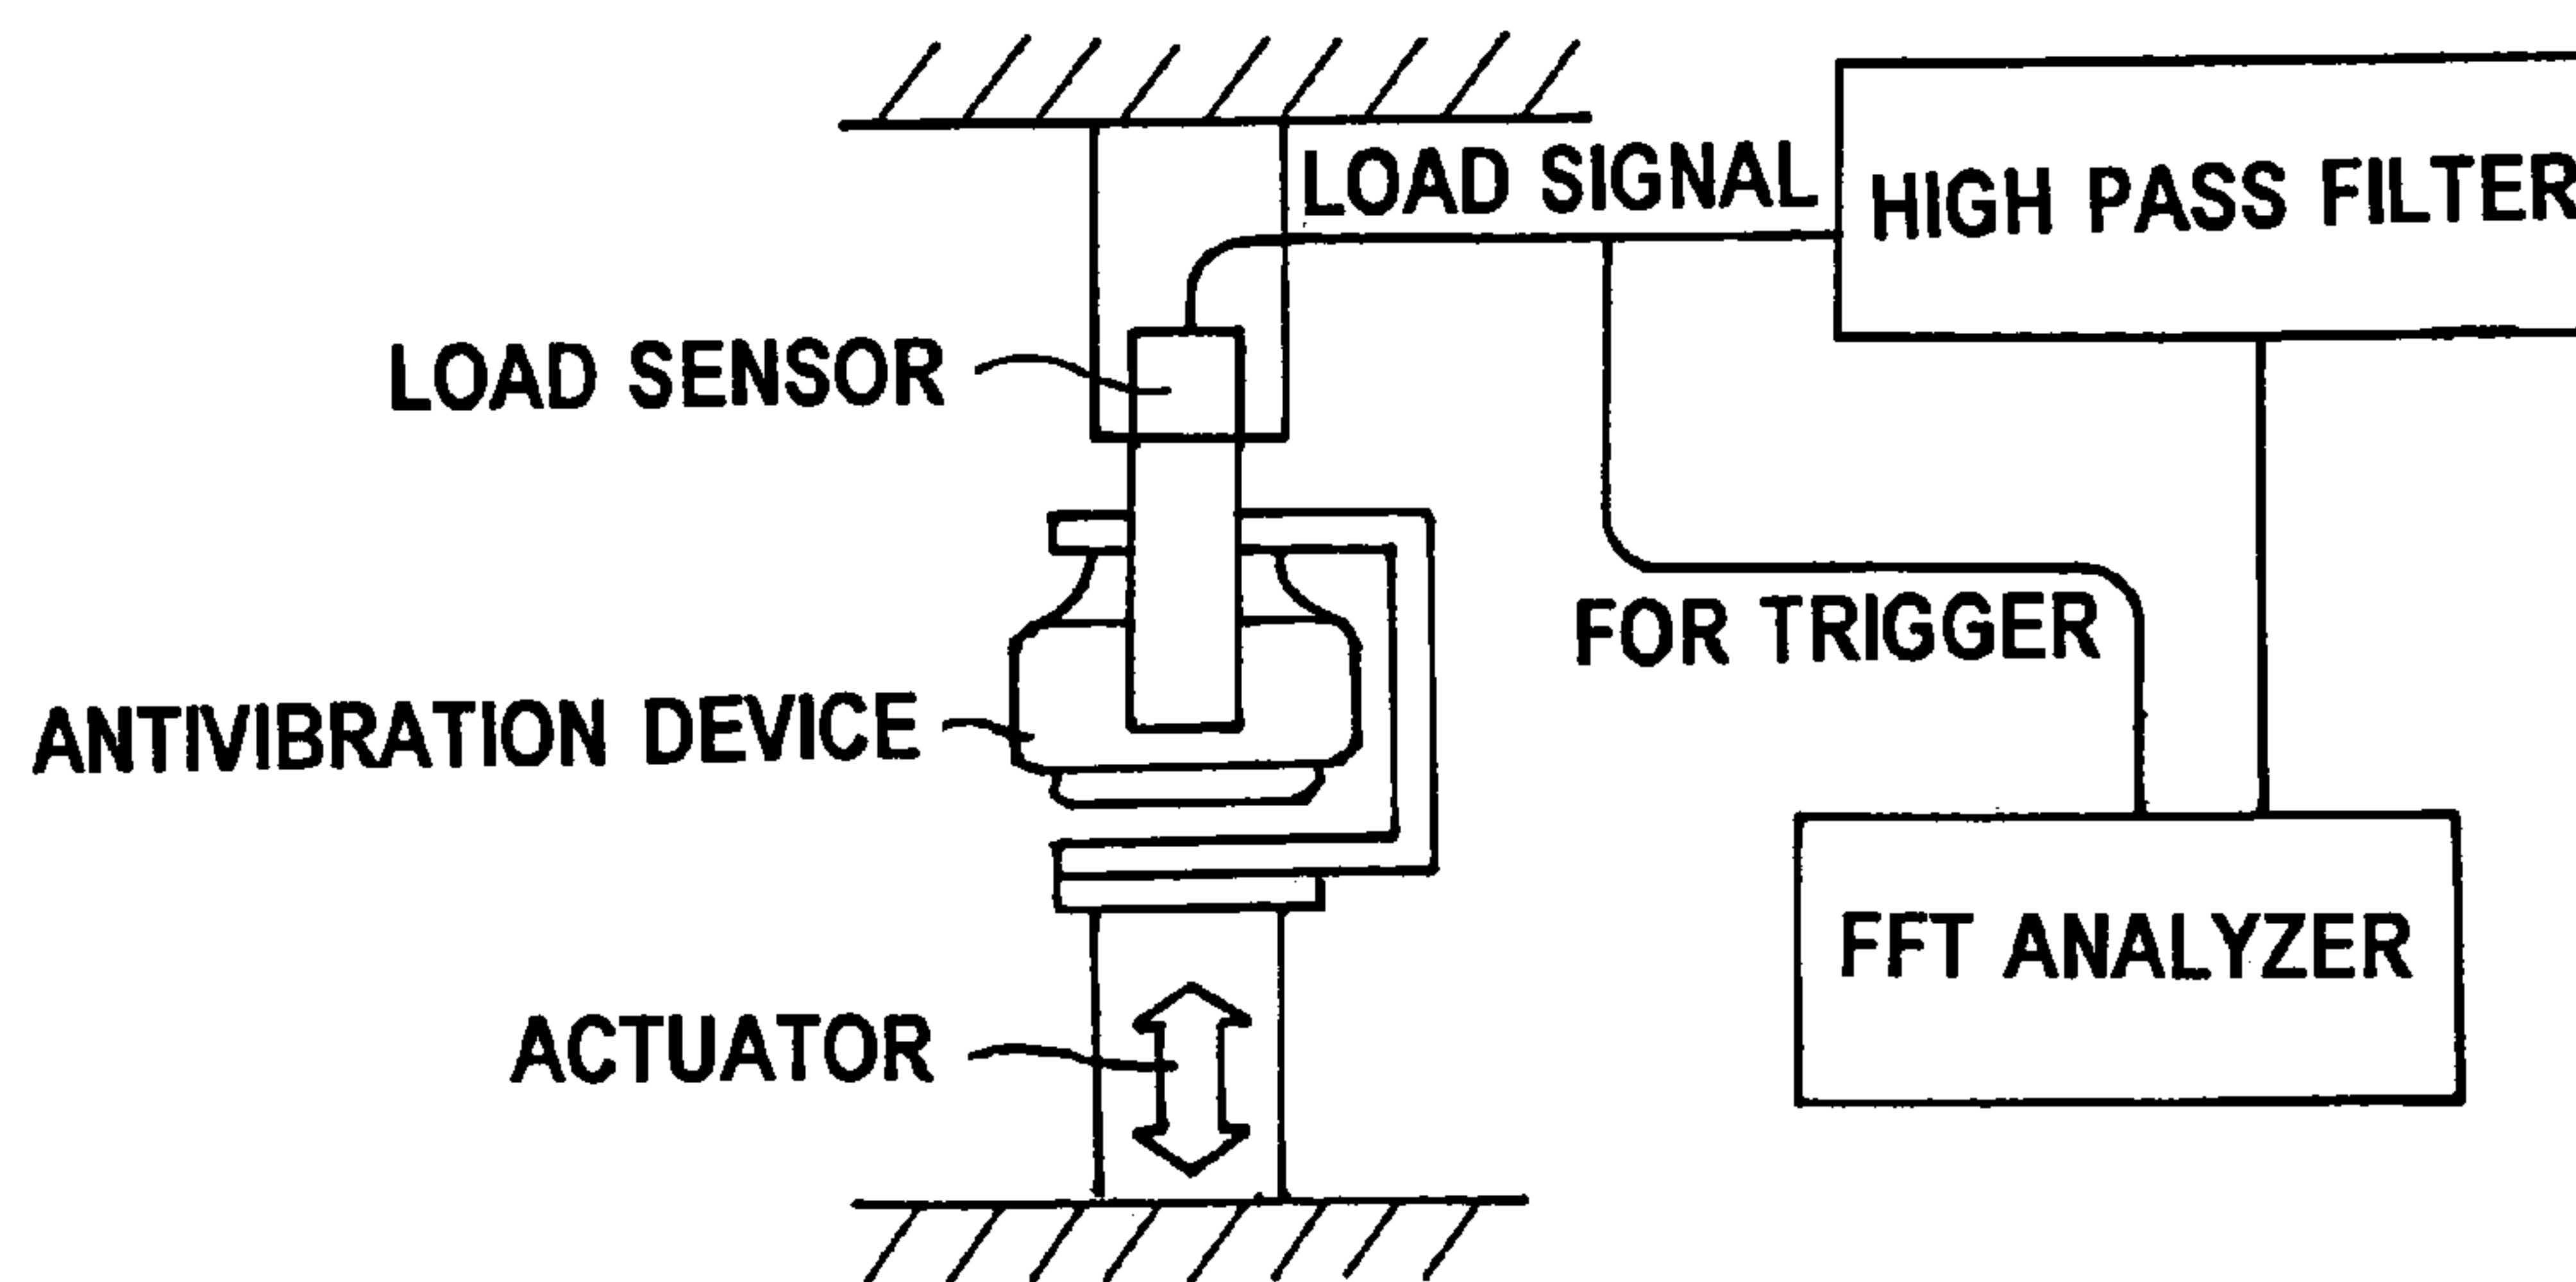 LOAD SIGNAL
HIGH PASS FILTER
LOAD SENSOR
FOR TRIGGER
ANTIVIBRATION DEVICE
FFT ANALYZER
ACTUATOR